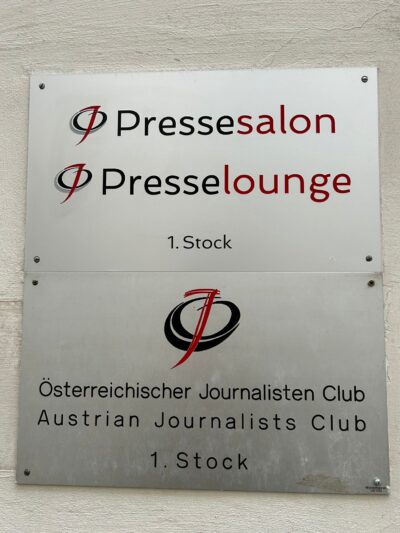 Pressesalon
Presselounge
1. Stock
Österreichischer Journalisten Club
Austrian Journalists Club
1. Stock